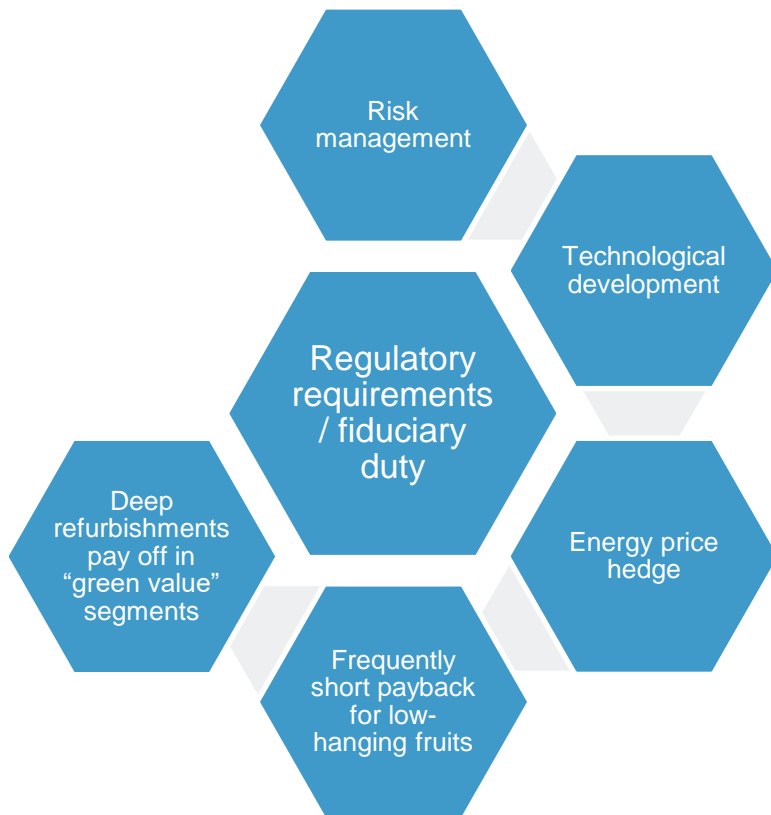 Risk
management
Technological
development
Regulatory
requirements
/ fiduciary
duty
Deep
refurbishments
pay off in
“green value”
segments
Energy price
hedge
Frequently
short payback
for low-
hanging fruits